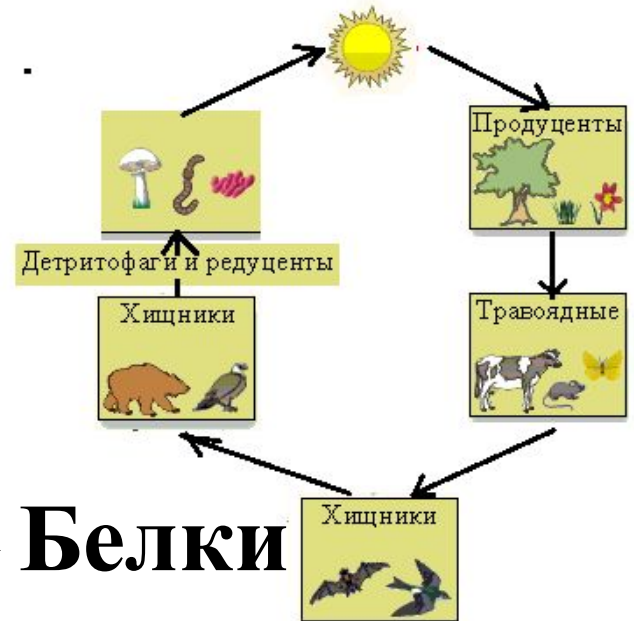 Продуценты
Детритофаги и редуценты
Хищники
Травоядные
Хищники
Белки